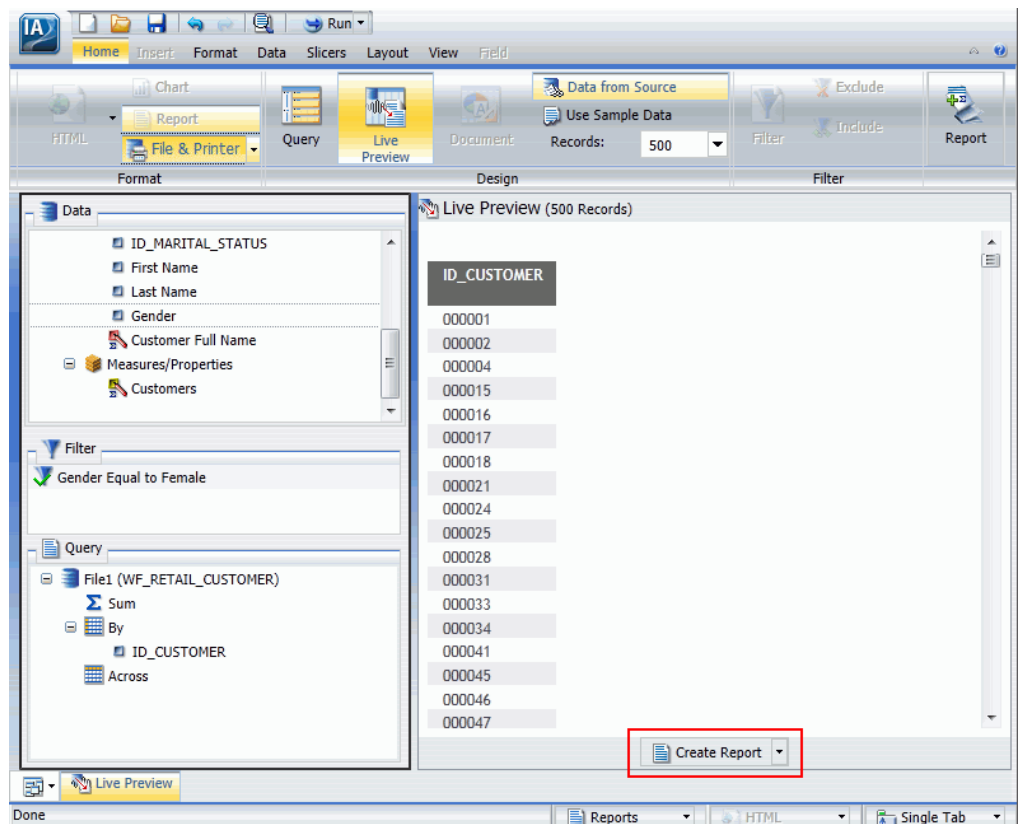 IA
Run
Home Insert Format Data Slicers Layout View Field
Chart
Report
File & Printer
HTML
Format
Query
Live
Preview
Document
Data from Source
Use Sample Data
Records: 500
Design
Filter
Exclude
Include
Filter
Report
Data
ID_MARITAL_STATUS
First Name
Last Name
Gender
Customer Full Name
Measures/Properties
Customers
Filter
Gender Equal to Female
Query
File1 (WF_RETAIL_CUSTOMER)
Sum
By
ID_CUSTOMER
Across
Live Preview (500 Records)
ID_CUSTOMER
000001
000002
000004
000015
000016
000017
000018
000021
000024
000025
000028
000031
000033
000034
000041
000045
000046
000047
Create Report
Live Preview
Done
Reports
HTML
Single Tab